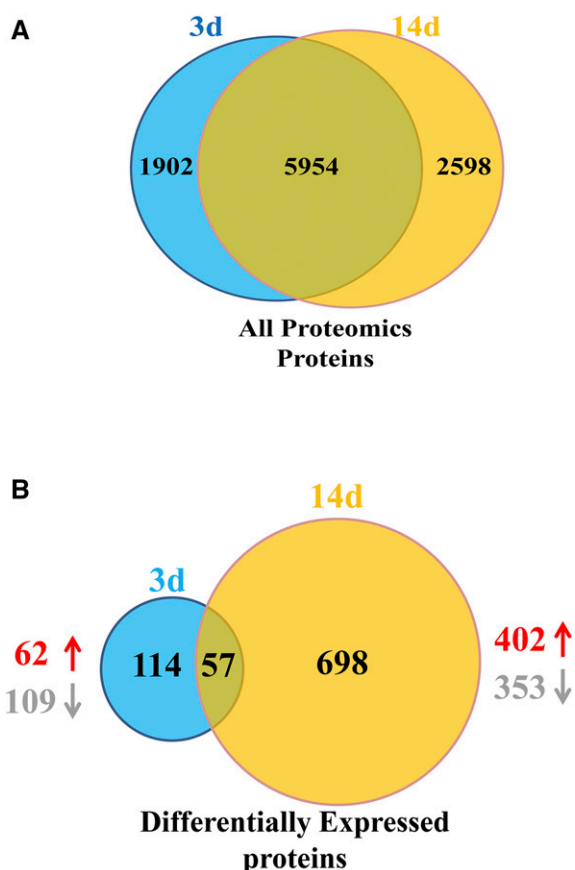 A
3d 14d
1902 5954 2598
All Proteomics
Proteins
B
14d
3d
62 ↑ 114 57 698 402 ↑
109 ↓ 353 ↓
Differentially Expressed
proteins